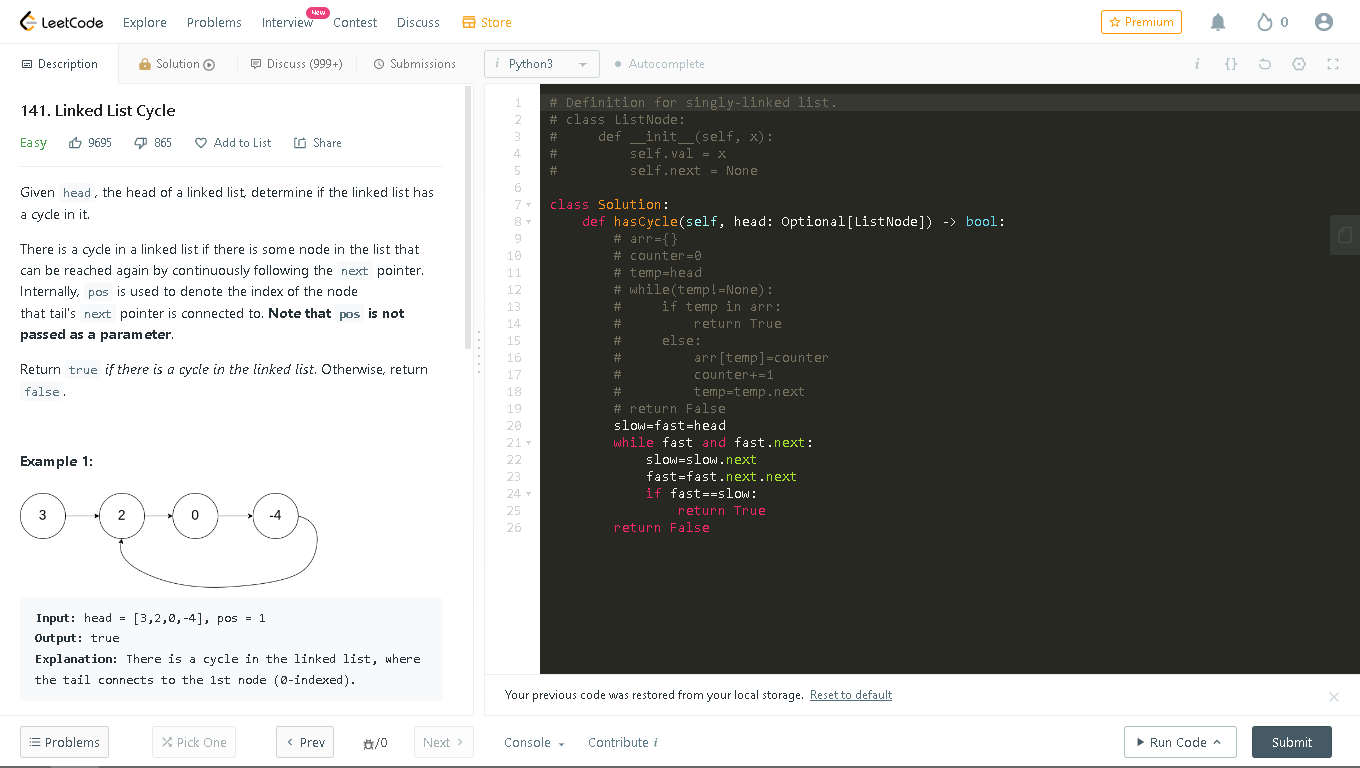 LeetCode Explore Problems Interview New Contest Discuss Store Premium 0
Description Solution Discuss (999+) Submissions
i Python3 Autocomplete i {}
141. Linked List Cycle
Easy 9695 865 Add to List Share
Given head, the head of a linked list, determine if the linked list has
a cycle in it.
There is a cycle in a linked list if there is some node in the list that
can be reached again by continuously following the next pointer.
Internally, pos is used to denote the index of the node
that tail's next pointer is connected to. Note that pos is not
passed as a parameter.
Return true if there is a cycle in the linked list. Otherwise, return
false.
Example 1:
3 2 0 -4
Input: head = [3,2,0,-4], pos = 1
Output: true
Explanation: There is a cycle in the linked list, where
the tail connects to the 1st node (0-indexed).
1 # Definition for singly-linked list.
2 # class ListNode:
3 #     def __init__(self, x):
4 #         self.val = x
5 #         self.next = None
6
7 class Solution:
8     def hasCycle(self, head: Optional[ListNode]) -> bool:
9         # arr={}
10         # counter=0
11         # temp=head
12         # while(temp!=None):
13         #     if temp in arr:
14         #         return True
15         #     else:
16         #         arr[temp]=counter
17         #         counter+=1
18         #         temp=temp.next
19         # return False
20         slow=fast=head
21         while fast and fast.next:
22             slow=slow.next
23             fast=fast.next.next
24             if fast==slow:
25                 return True
26         return False
Your previous code was restored from your local storage. Reset to default
Problems Pick One Prev /0 Next Console Contribute i Run Code Submit